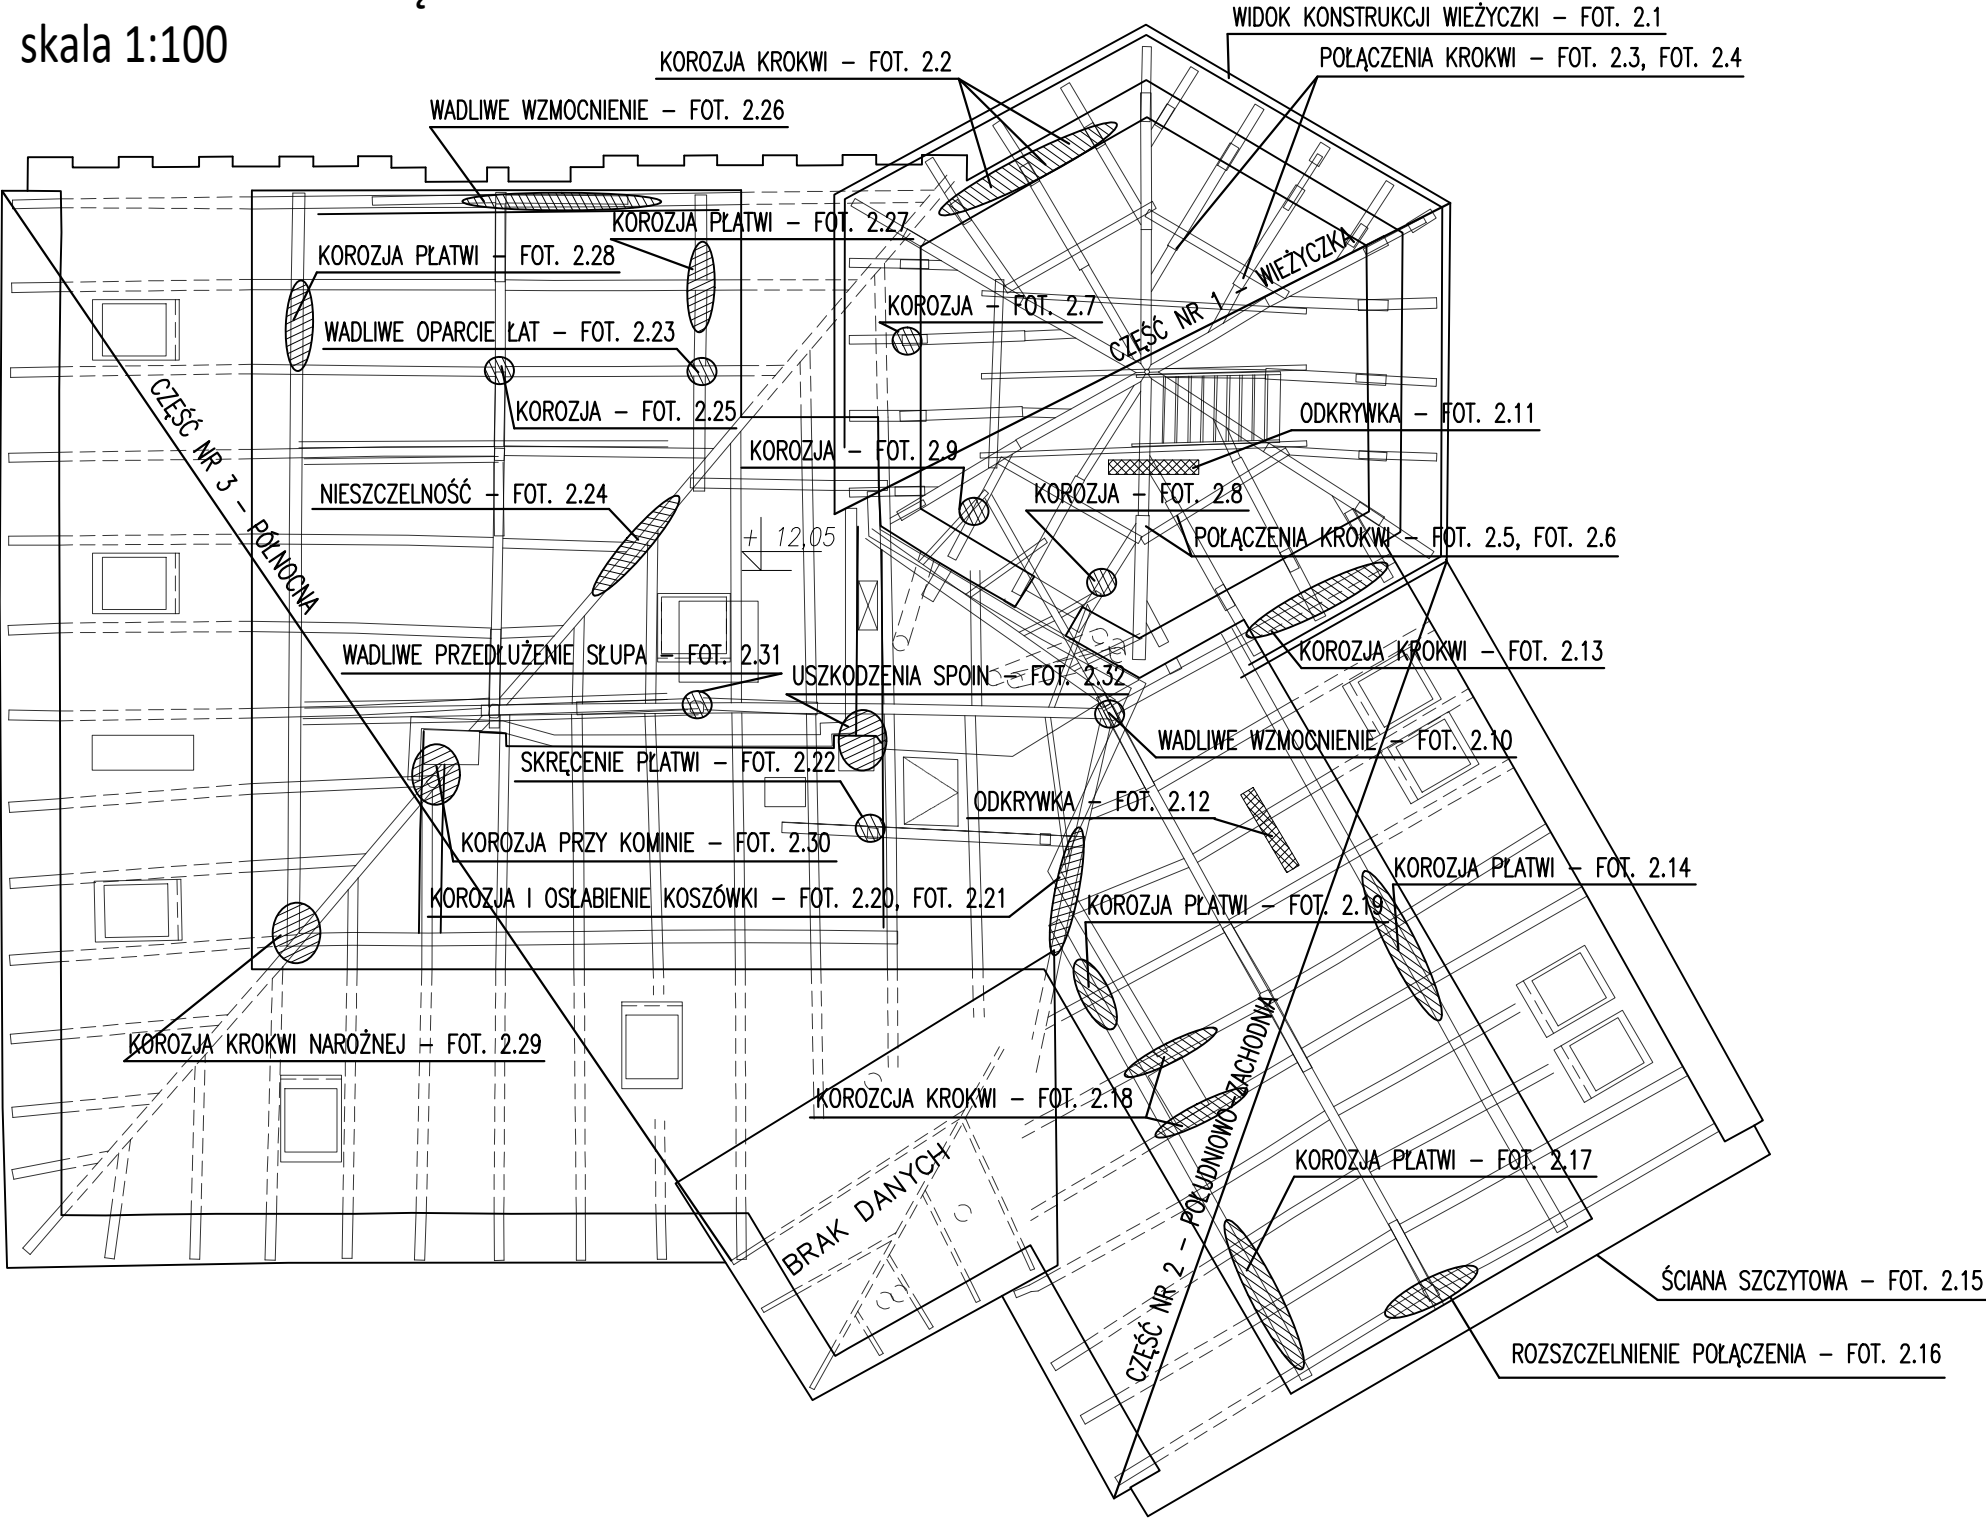 skala 1:100
WIDOK KONSTRUKCJI WIEŻYCZKI – FOT. 2.1
POŁĄCZENIA KROKWI – FOT. 2.3, FOT. 2.4
KOROZJA KROKWI – FOT. 2.2
WADLIWE WZMOCNIENIE – FOT. 2.26
KOROZJA PŁATWI – FOT. 2.27
KOROZJA PŁATWI – FOT. 2.28
CZĘŚĆ NR 1 – WIEŻYCZKA
KOROZJA – FOT. 2.7
WADLIWE OPARCIE ŁAT – FOT. 2.23
KOROZJA – FOT. 2.25
ODKRYWKA – FOT. 2.11
KOROZJA – FOT. 2.9
CZĘŚĆ NR 3 – PÓŁNOCNA
NIESZCZELNOŚĆ – FOT. 2.24
KOROZJA – FOT. 2.8
+ 12,05
POŁĄCZENIA KROKWI – FOT. 2.5, FOT. 2.6
WADLIWE PRZEDŁUŻENIE SŁUPA – FOT. 2.31
KOROZJA KROKWI – FOT. 2.13
USZKODZENIA SPOIN – FOT. 2.32
WADLIWE WZMOCNIENIE – FOT. 2.10
SKRĘCENIE PŁATWI – FOT. 2.22
ODKRYWKA – FOT. 2.12
KOROZJA PRZY KOMINIE – FOT. 2.30
KOROZJA PŁATWI – FOT. 2.14
KOROZJA I OSŁABIENIE KOSZÓWKI – FOT. 2.20, FOT. 2.21
KOROZJA PŁATWI – FOT. 2.19
KOROZJA KROKWI NAROŻNEJ – FOT. 2.29
KOROZCJA KROKWI – FOT. 2.18
CZĘŚĆ NR 2 – POŁUDNIOWO–ZACHODNIA
KOROZJA PŁATWI – FOT. 2.17
BRAK DANYCH
ŚCIANA SZCZYTOWA – FOT. 2.15
ROZSZCZELNIENIE POŁĄCZENIA – FOT. 2.16